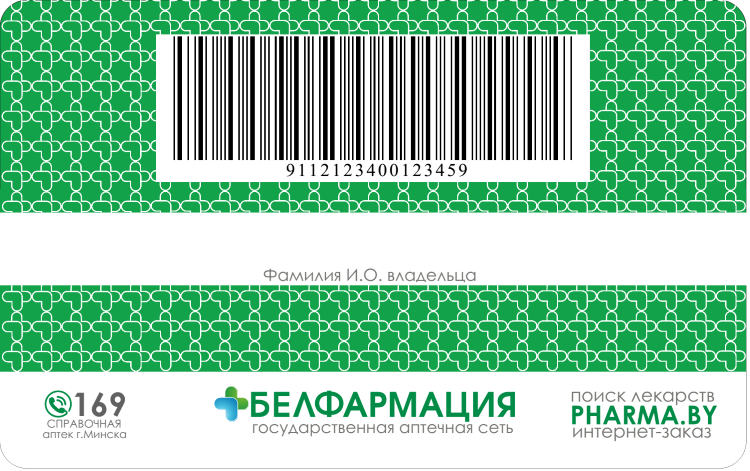 9112123400123459
Фамилия И.О. владельца
169
СПРАВОЧНАЯ
аптек г.Минска
БЕЛФАРМАЦИЯ
государственная аптечная сеть
поиск лекарств
PHARMA.BY
интернет-заказ